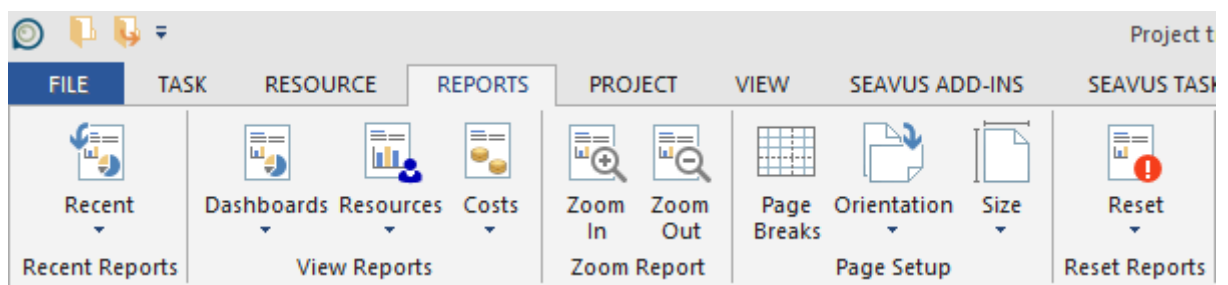 Project t
FILE TASK RESOURCE REPORTS PROJECT VIEW SEAVUS ADD-INS SEAVUS TASK
Recent Dashboards Resources Costs Zoom In Zoom Out Page Breaks Orientation Size Reset
Recent Reports View Reports Zoom Report Page Setup Reset Reports